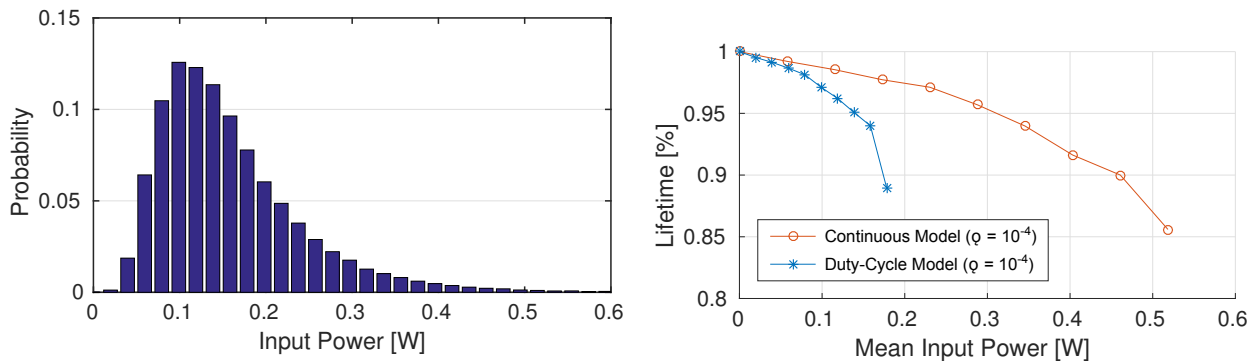 0.15
0.1
0.05
0
Probability
0 0.1 0.2 0.3 0.4 0.5 0.6
Input Power [W]
1
0.95
0.9
0.85
0.8
Lifetime [%]
Continuous Model (ϱ = 10⁻⁴)
Duty-Cycle Model (ϱ = 10⁻⁴)
0 0.1 0.2 0.3 0.4 0.5 0.6
Mean Input Power [W]